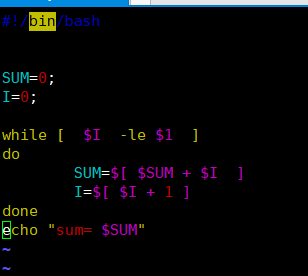 #!/bin/bash
SUM=0;
I=0;
while [  $I  -le $1  ]
do
        SUM=$[ $SUM + $I  ]
        I=$[ $I + 1 ]
done
echo "sum= $SUM"
~
~